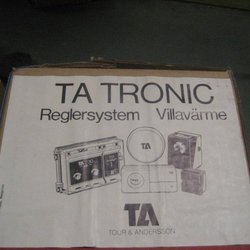 TA TRONIC
Reglersystem Villavärme
TA
TA
TOUR & ANDERSSON